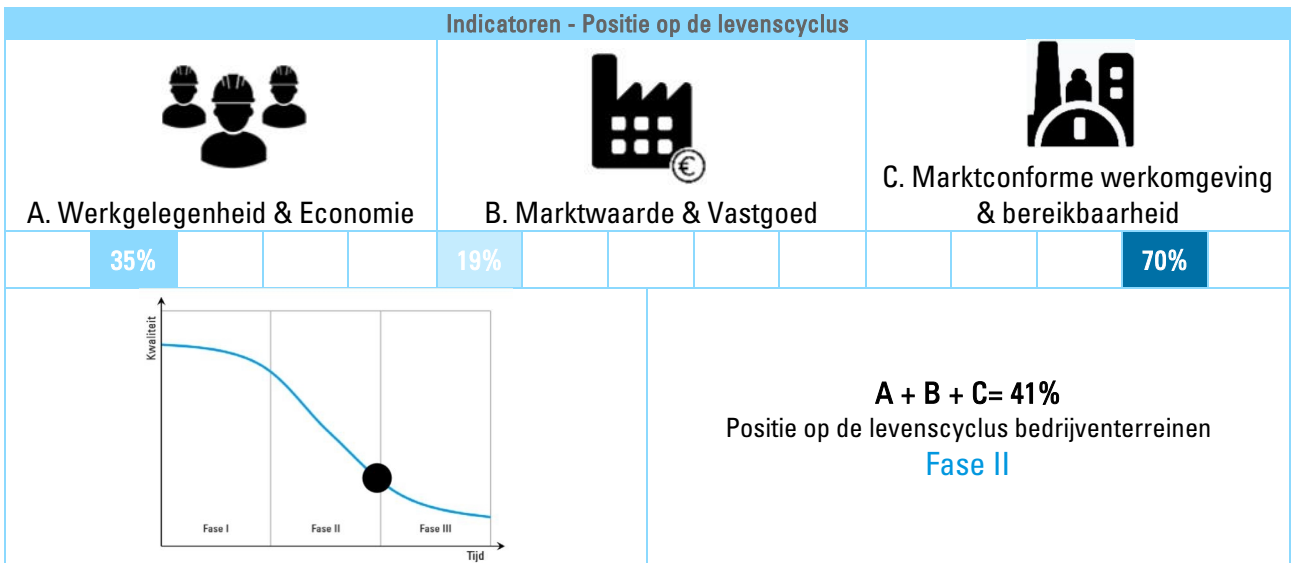 Indicatoren - Positie op de levenscyclus
A. Werkgelegenheid & Economie
€
B. Marktwaarde & Vastgoed
C. Marktconforme werkomgeving
& bereikbaarheid
35%
19%
70%
Kwaliteit
Fase I
Fase II
Fase III
Tijd
A + B + C= 41%
Positie op de levenscyclus bedrijventerreinen
Fase II